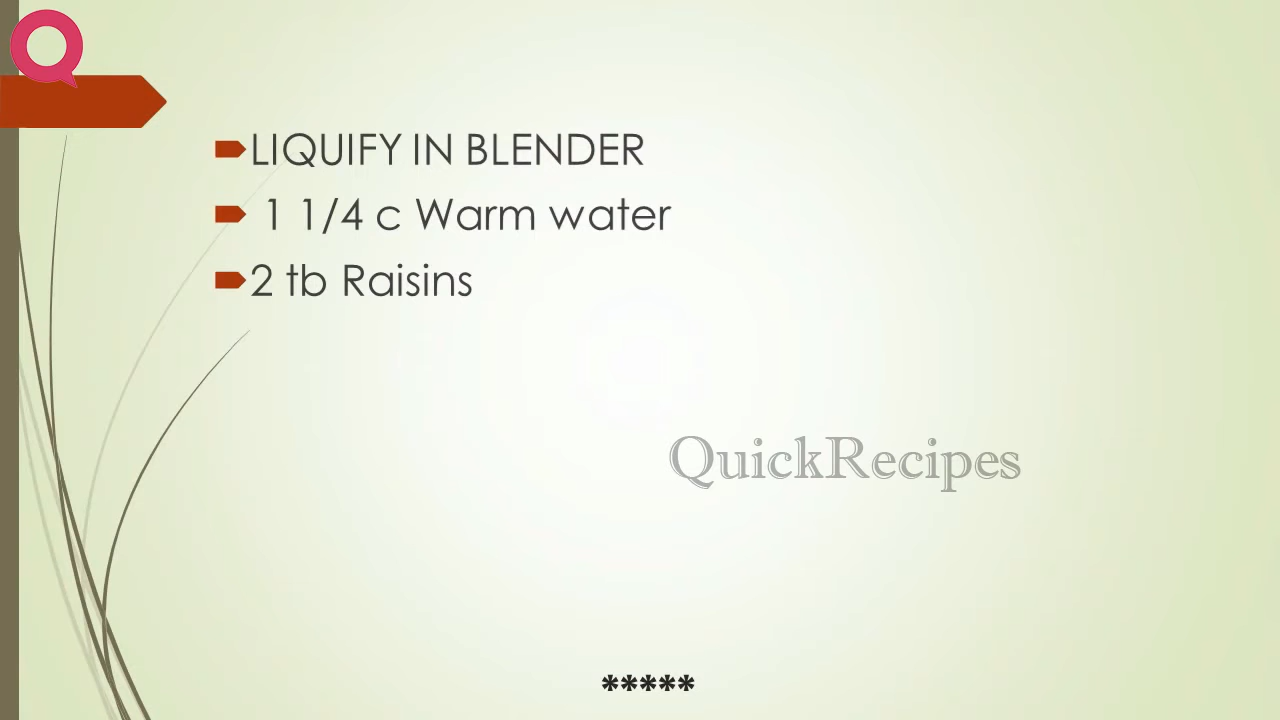 LIQUIFY IN BLENDER
1 1/4 c Warm water
2 tb Raisins
QuickRecipes
*****